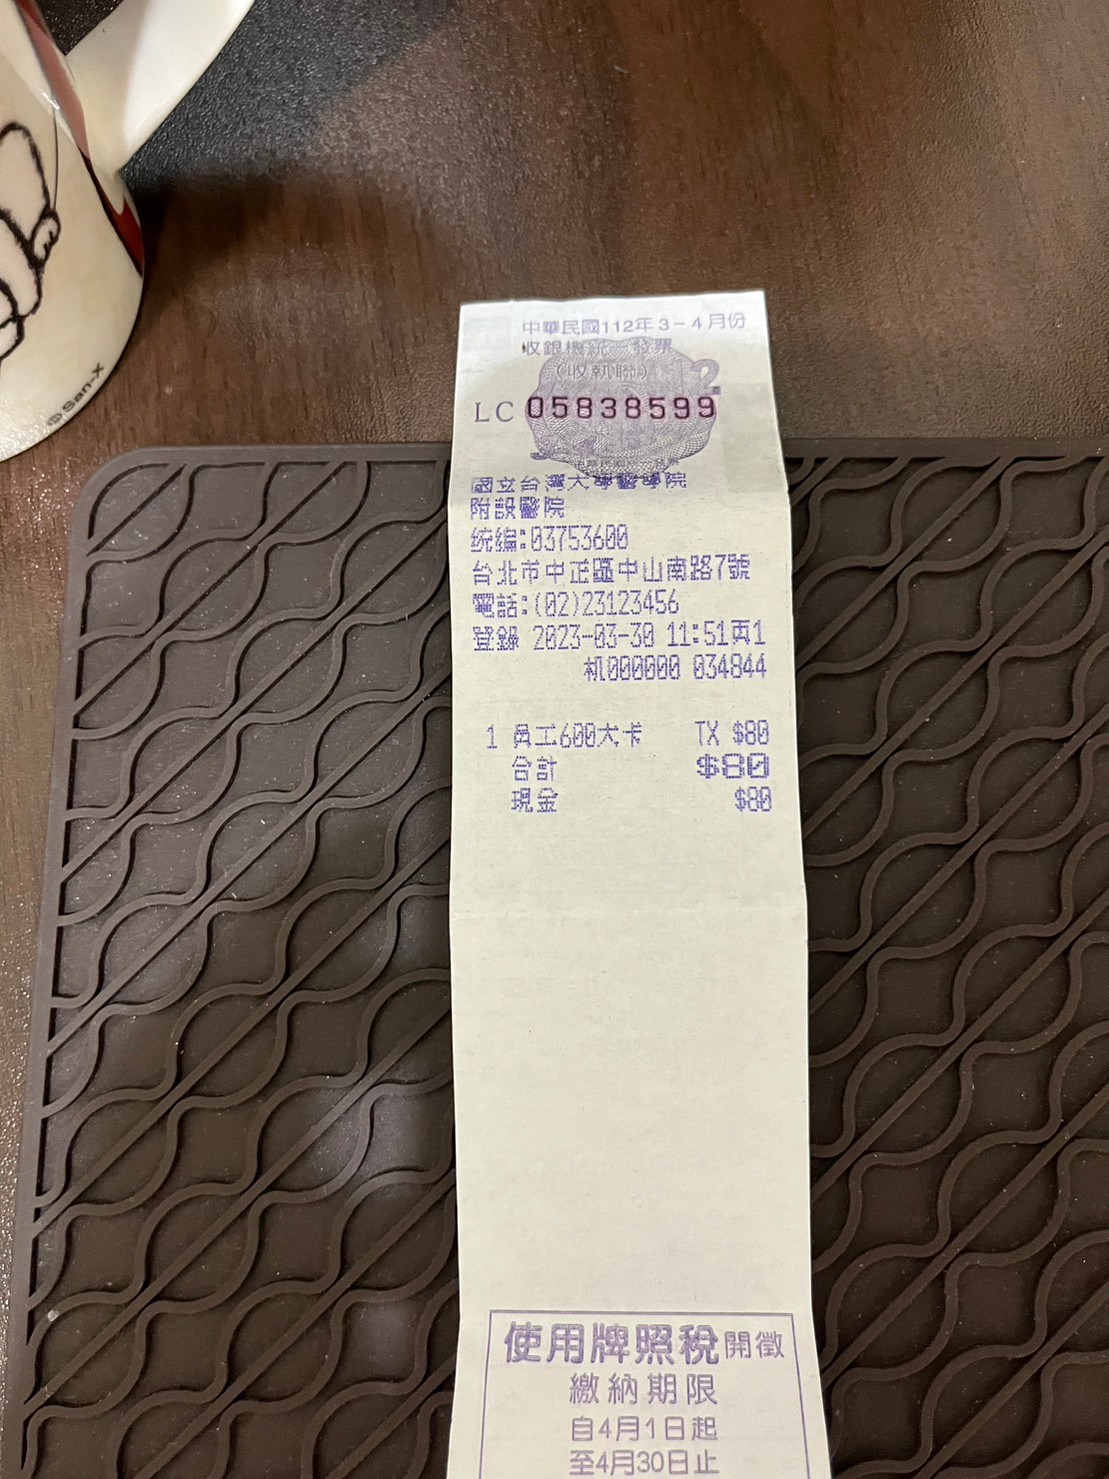 © San-X
中華民國112年3-4月份
收銀機統一發票
(收執聯)
2
LC 05838599
國立台灣大學醫學院
附設醫院
統編:03753600
台北市中正區中山南路7號
電話:(02)23123456
登錄 2023-03-30 11:51頁1
机000000 034844
1 員工600大卡 TX $80
合計 $80
現金 $80
使用牌照稅開徵
繳納期限
自4月1日起
至4月30日止